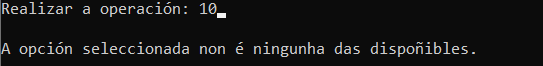 Realizar a operación: 10
A opción seleccionada non é ningunha das dispoñibles.